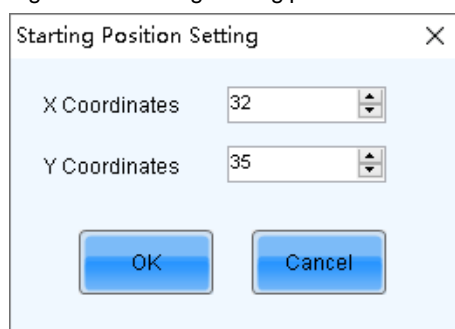 Starting Position Setting
X Coordinates 32
Y Coordinates 35
OK Cancel